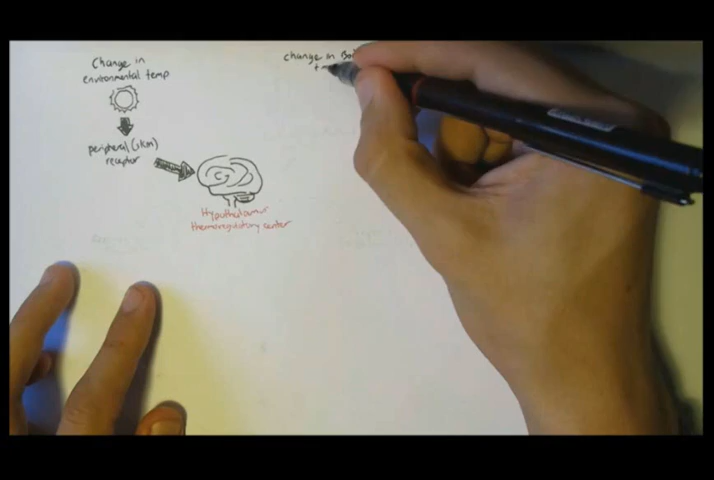 Change in
environmental temp
peripheral (skin)
receptor
Hypothalamus
thermoregulatory center
change in